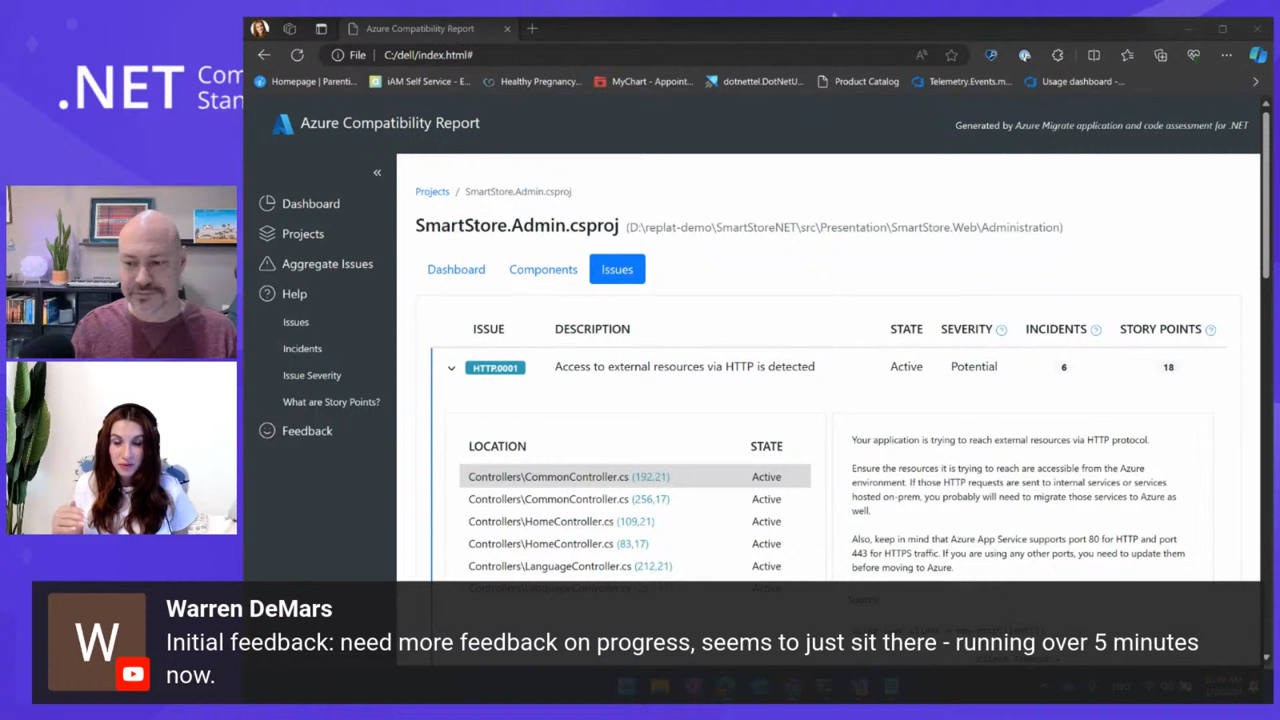 .NET
Com
Stan
Azure Compatibility Report
File
C:/dell/index.html#
Homepage | Parenti...
iAM Self Service - E...
Healthy Pregnancy...
MyChart - Appoint...
dotnettel.DotNetU...
Product Catalog
Telemetry.Events.m...
Usage dashboard -...
Azure Compatibility Report
Generated by Azure Migrate application and code assessment for .NET
Dashboard
Projects
Aggregate Issues
Help
Issues
Incidents
Issue Severity
What are Story Points?
Feedback
Projects / SmartStore.Admin.csproj
SmartStore.Admin.csproj (D:\replat-demo\SmartStoreNET\src\Presentation\SmartStore.Web\Administration)
Dashboard Components Issues
ISSUE DESCRIPTION STATE SEVERITY INCIDENTS STORY POINTS
HTTP.0001 Access to external resources via HTTP is detected Active Potential 6 18
LOCATION STATE
Controllers\CommonController.cs (192,21) Active
Controllers\CommonController.cs (256,17) Active
Controllers\HomeController.cs (109,21) Active
Controllers\HomeController.cs (83,17) Active
Controllers\LanguageController.cs (212,21) Active
Your application is trying to reach external resources via HTTP protocol.
Ensure the resources it is trying to reach are accessible from the Azure
environment. If those HTTP requests are sent to internal services or services
hosted on-prem, you probably will need to migrate those services to Azure as
well.
Also, keep in mind that Azure App Service supports port 80 for HTTP and port
443 for HTTPS traffic. If you are using any other ports, you need to update them
before moving to Azure.
W
Warren DeMars
Initial feedback: need more feedback on progress, seems to just sit there - running over 5 minutes
now.